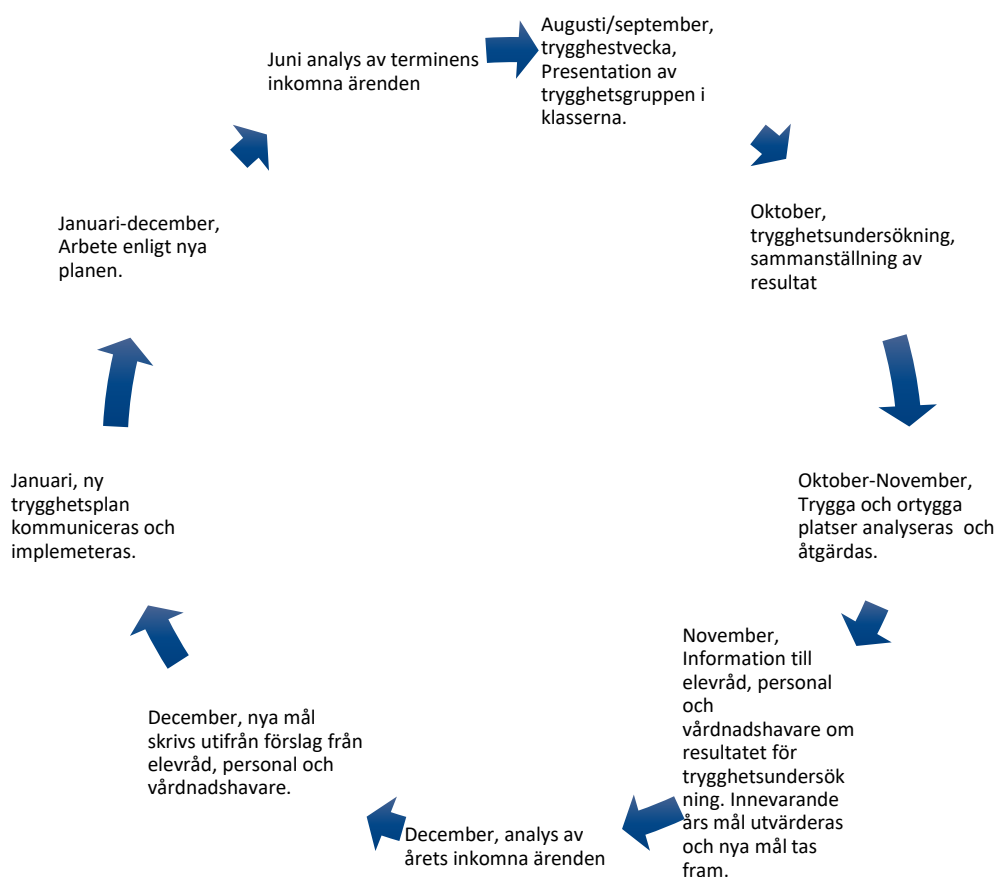 Augusti/september,
trygghestvecka,
Presentation av
trygghetsgruppen i
klasserna.
Oktober,
trygghetsundersökning,
sammanställning av
resultat
Oktober-November,
Trygga och ortygga
platser analyseras  och
åtgärdas.
November,
Information till
elevråd, personal
och
vårdnadshavare om
resultatet för
trygghetsundersök
ning. Innevarande
års mål utvärderas
och nya mål tas
fram.
December, analys av
årets inkomna ärenden
December, nya mål
skrivs utifrån förslag från
elevråd, personal och
vårdnadshavare.
Januari, ny
trygghetsplan
kommuniceras och
implemeteras.
Januari-december,
Arbete enligt nya
planen.
Juni analys av terminens
inkomna ärenden